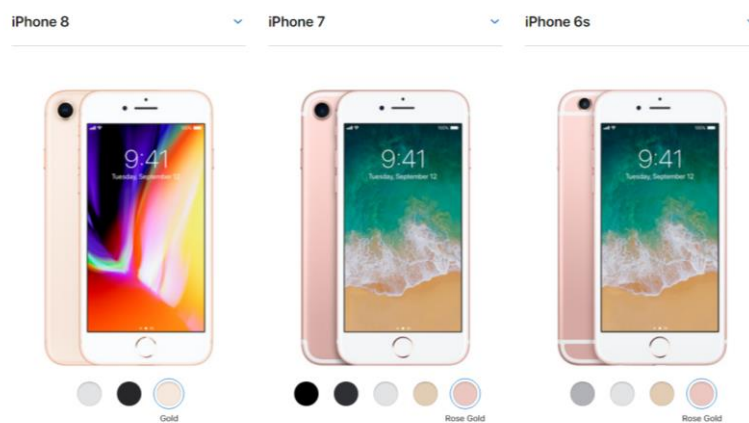 iPhone 8
iPhone 7
iPhone 6s
9:41
Tuesday, September 12
9:41
Tuesday, September 12
9:41
Tuesday, September 12
Gold
Rose Gold
Rose Gold